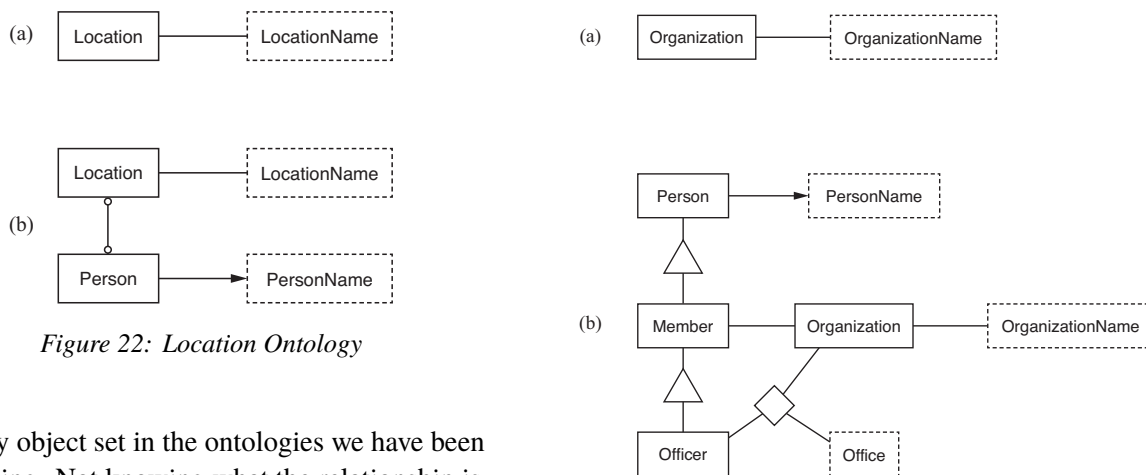 (a)
Location
LocationName
Location
LocationName
(b)
Person
PersonName
Figure 22: Location Ontology
y object set in the ontologies we have been
ing. Not knowing what the relationship is
(a)
Organization
OrganizationName
Person
PersonName
(b)
Member
Organization
OrganizationName
Officer
Office